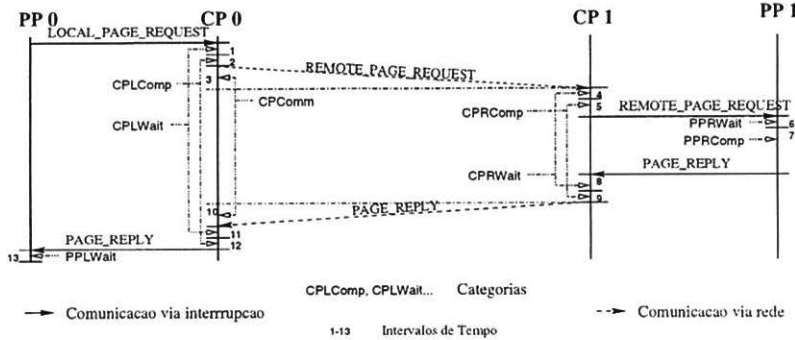 PP 0 CP 0 CP 1 PP 1
LOCAL_PAGE_REQUEST
1
2
REMOTE_PAGE_REQUEST
3
CPLComp
CPComm
4
5
CPRComp
REMOTE_PAGE_REQUEST
CPLWait
PPRWait
6
7
PPRComp
PAGE_REPLY
CPRWait
8
9
10
PAGE_REPLY
11
PAGE_REPLY
12
13
PPLWait
CPLComp, CPLWait... Categorias
Comunicacao via interrrupcao
Comunicacao via rede
1-13 Intervalos de Tempo